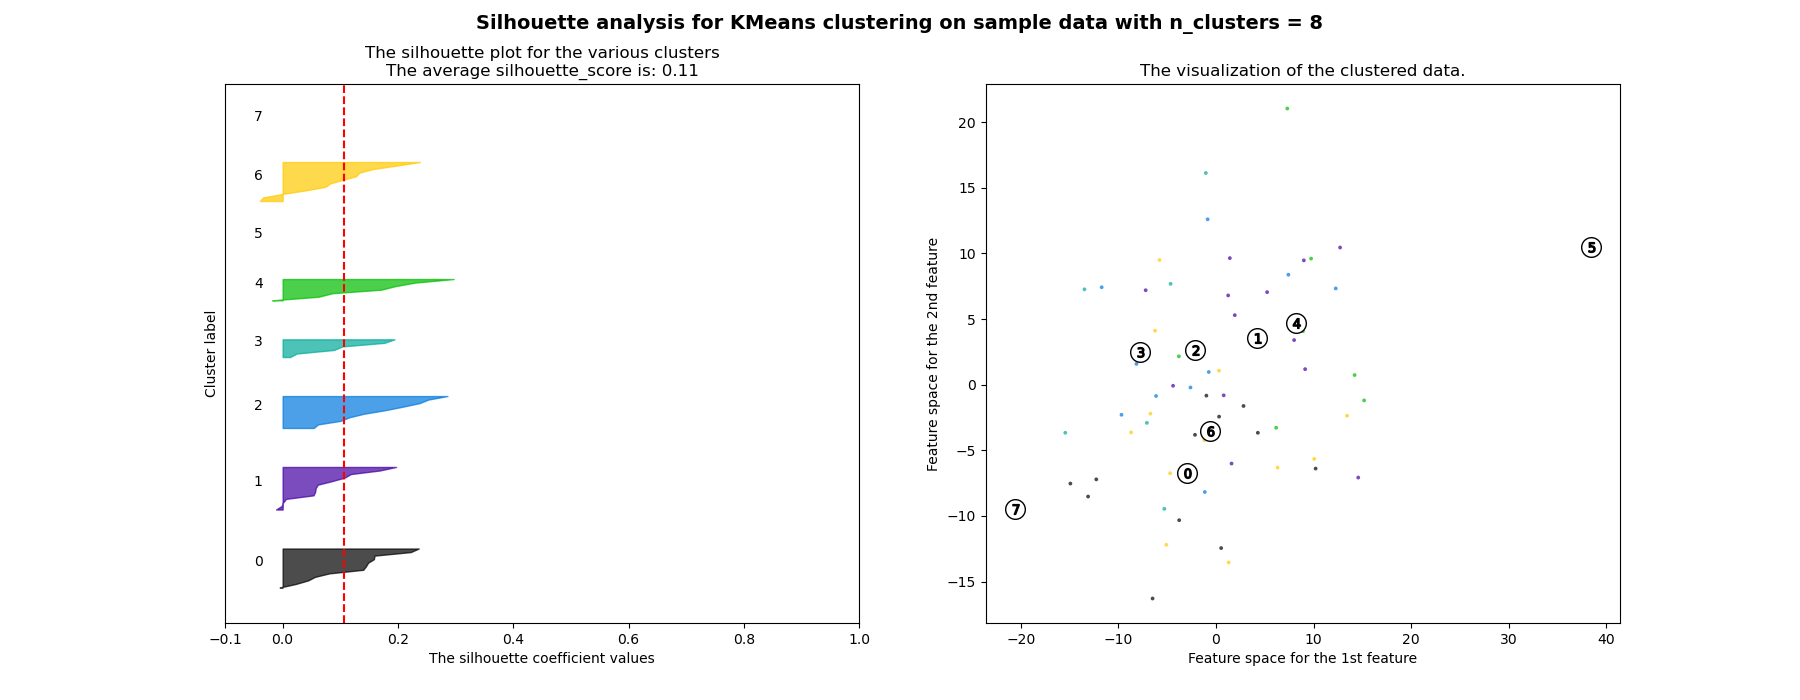 Silhouette analysis for KMeans clustering on sample data with n_clusters = 8
The silhouette plot for the various clusters
The average silhouette_score is: 0.11
7
6
5
4
3
2
1
0
Cluster label
−0.1 0.0 0.2 0.4 0.6 0.8 1.0
The silhouette coefficient values
The visualization of the clustered data.
20
15
10
5
0
−5
−10
−15
Feature space for the 2nd feature
5
4
1
2
3
6
0
7
−20 −10 0 10 20 30 40
Feature space for the 1st feature